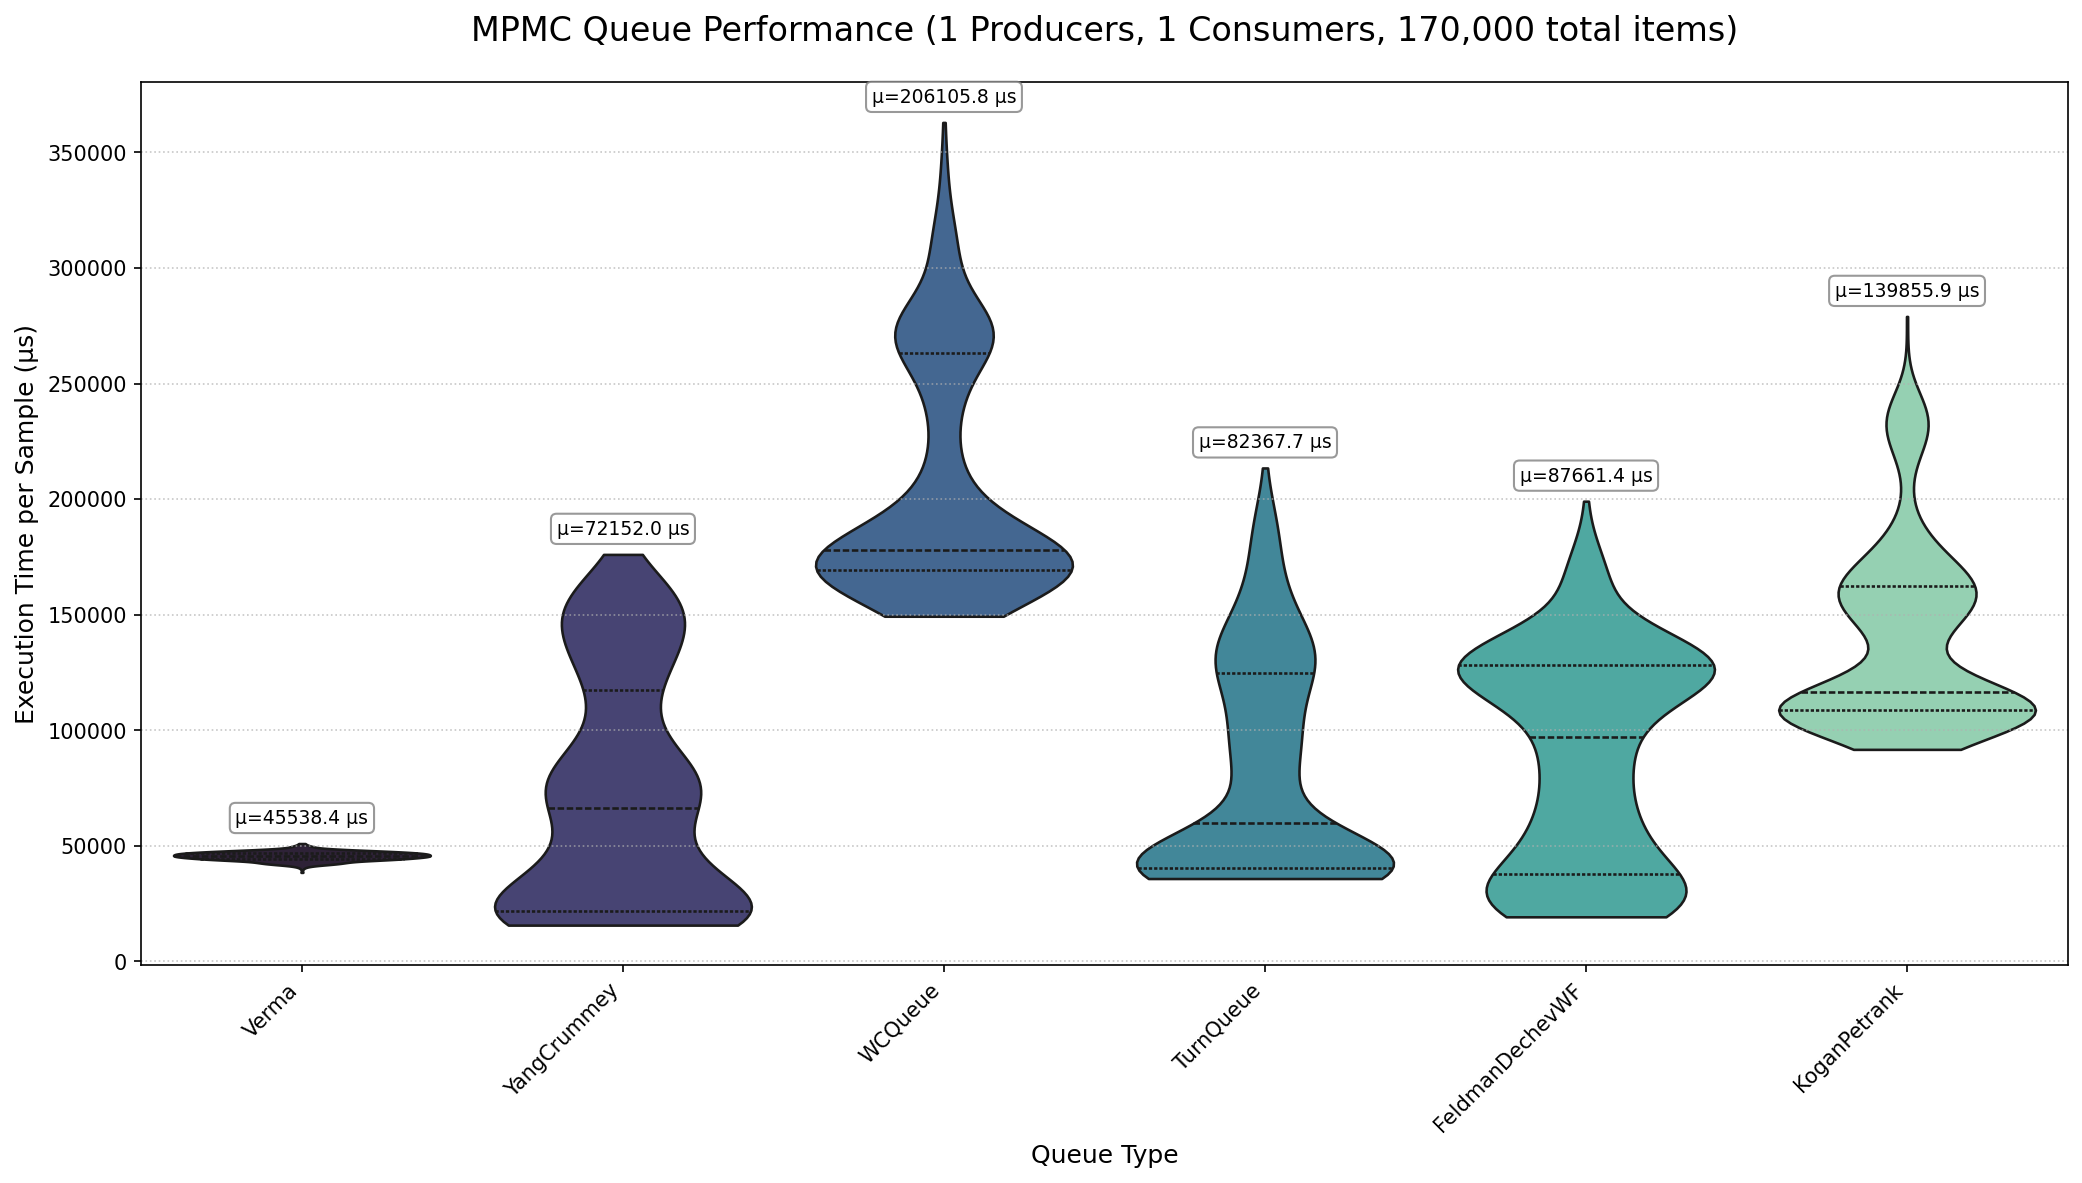 MPMC Queue Performance (1 Producers, 1 Consumers, 170,000 total items)
Execution Time per Sample (µs)
350000
300000
250000
200000
150000
100000
50000
0
µ=45538.4 µs
µ=72152.0 µs
µ=206105.8 µs
µ=82367.7 µs
µ=87661.4 µs
µ=139855.9 µs
Verma
YangCrummey
WCQueue
TurnQueue
FeldmanDechevWF
KoganPetrank
Queue Type